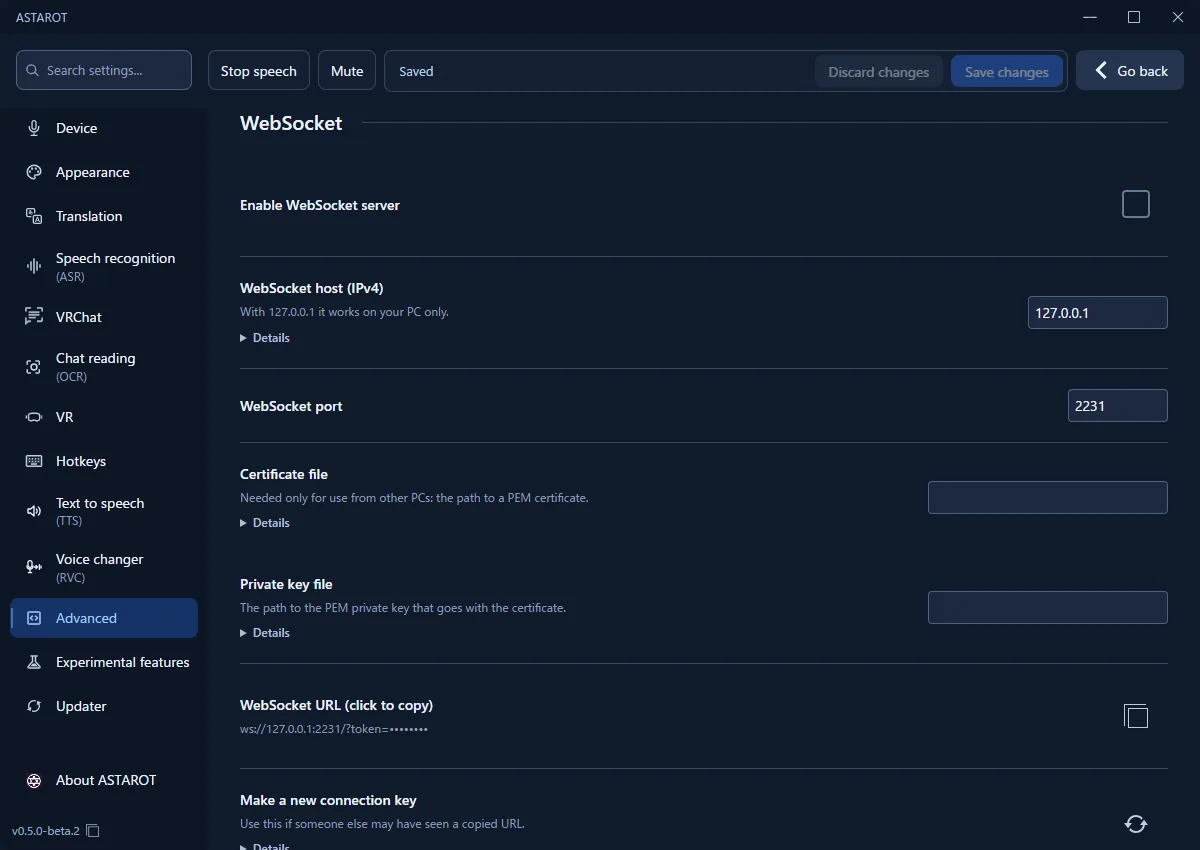 ASTAROT
Search settings...
Stop speech
Mute
Saved
Discard changes
Save changes
Go back
Device
Appearance
Translation
Speech recognition
(ASR)
VRChat
Chat reading
(OCR)
VR
Hotkeys
Text to speech
(TTS)
Voice changer
(RVC)
Advanced
Experimental features
Updater
About ASTAROT
v0.5.0-beta.2
WebSocket
Enable WebSocket server
WebSocket host (IPv4)
With 127.0.0.1 it works on your PC only.
Details
127.0.0.1
WebSocket port
2231
Certificate file
Needed only for use from other PCs: the path to a PEM certificate.
Details
Private key file
The path to the PEM private key that goes with the certificate.
Details
WebSocket URL (click to copy)
ws://127.0.0.1:2231/?token=••••••••
Make a new connection key
Use this if someone else may have seen a copied URL.
Details